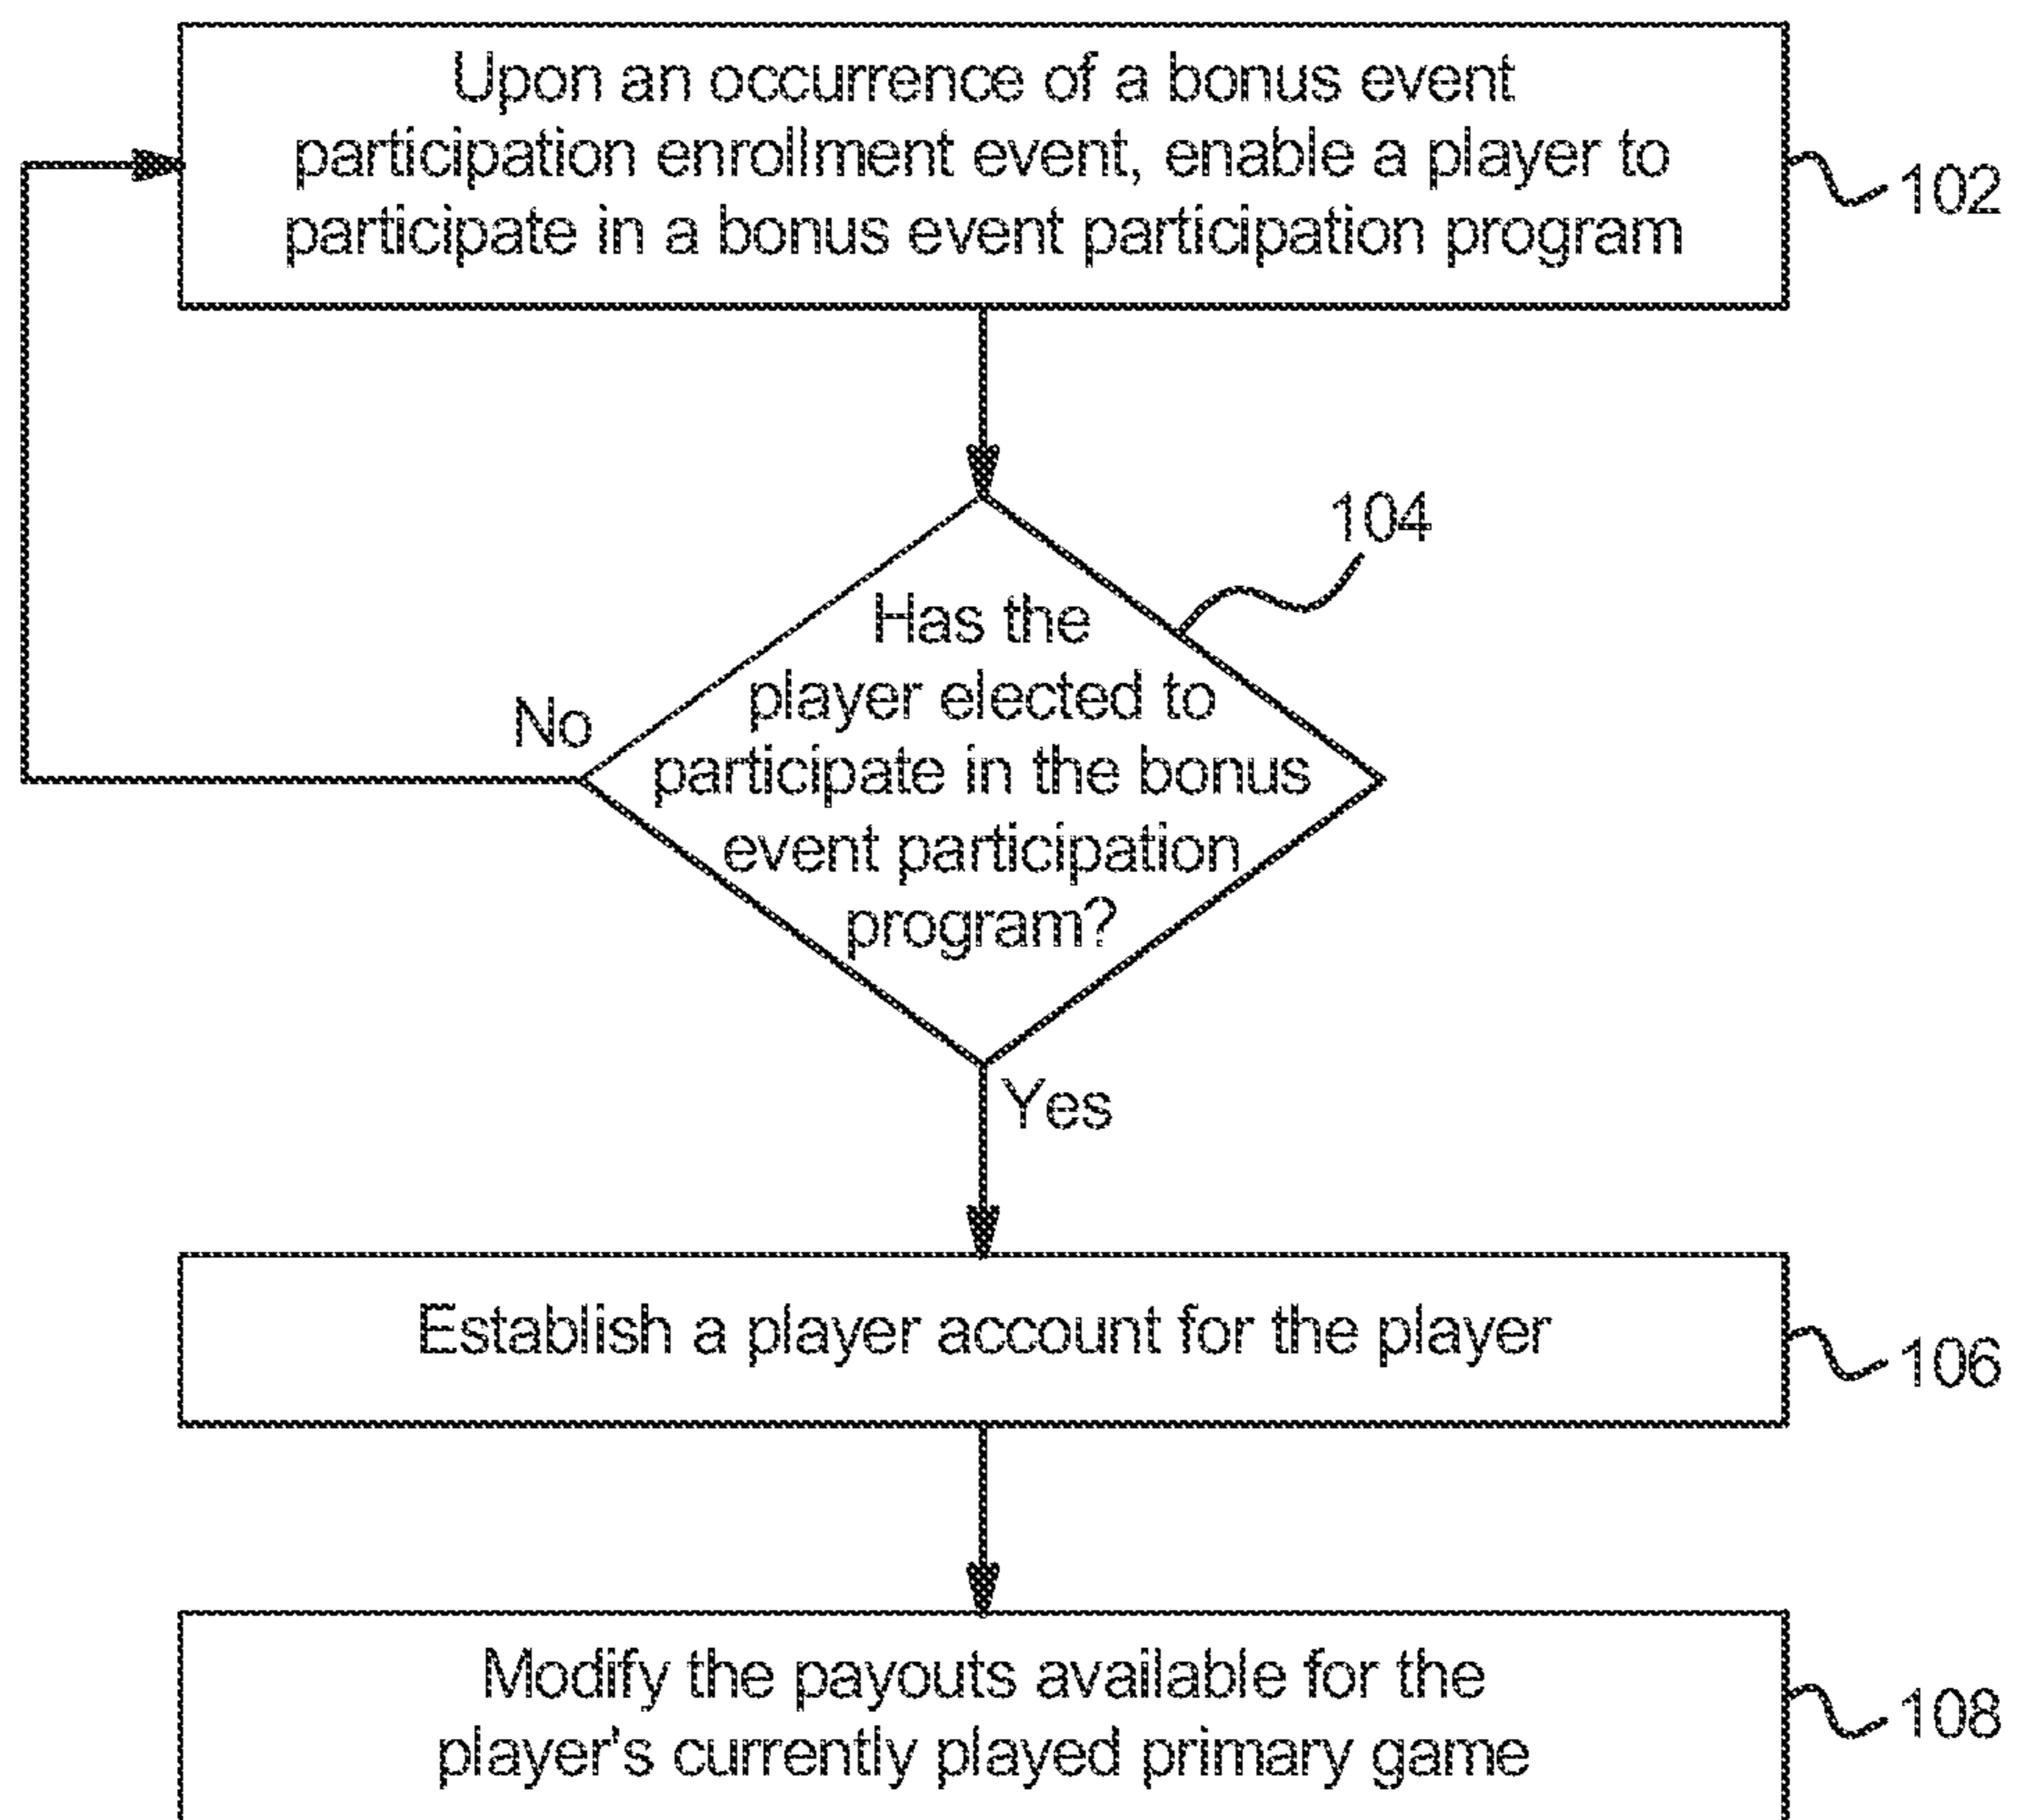 Upon an occurrence of a bonus event
participation enrollment event, enable a player to
participate in a bonus event participation program
102
104
Has the
player elected to
participate in the bonus
event participation
program?
No
Yes
Establish a player account for the player
106
Modify the payouts available for the
player's currently played primary game
108